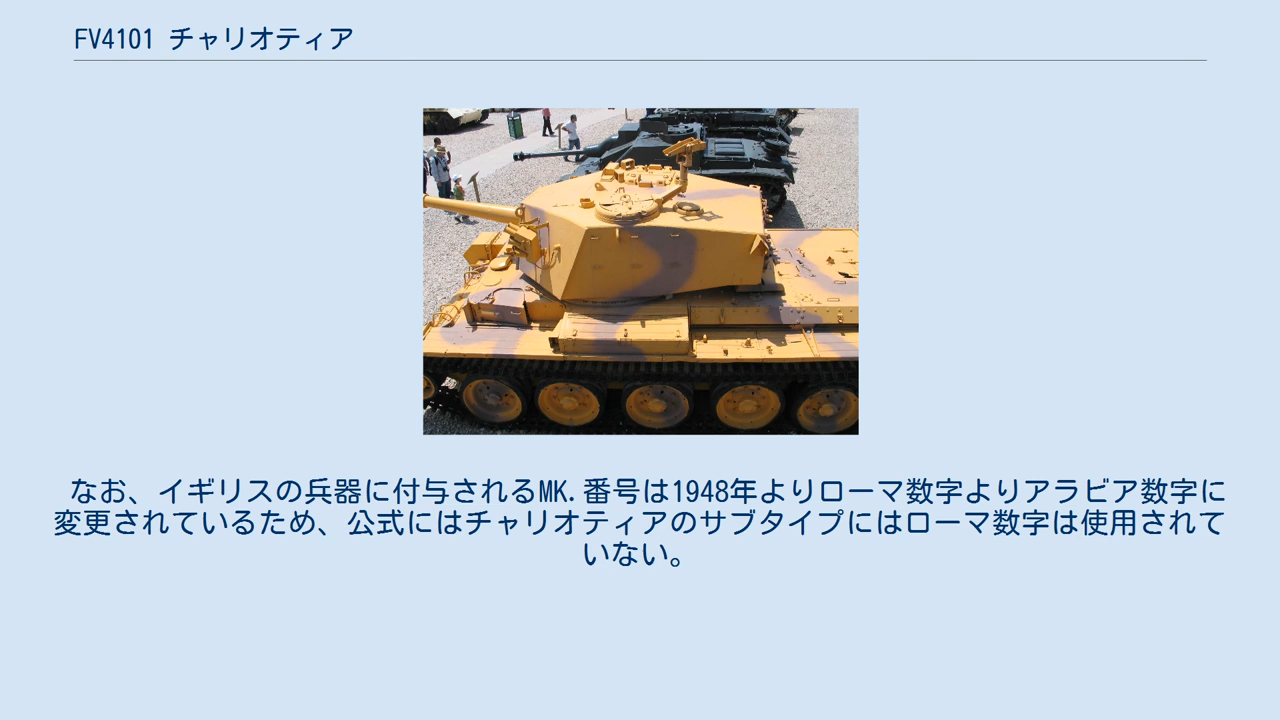 FV4101 チャリオティア
なお、イギリスの兵器に付与されるMK.番号は1948年よりローマ数字よりアラビア数字に
変更されているため、公式にはチャリオティアのサブタイプにはローマ数字は使用されて
いない。